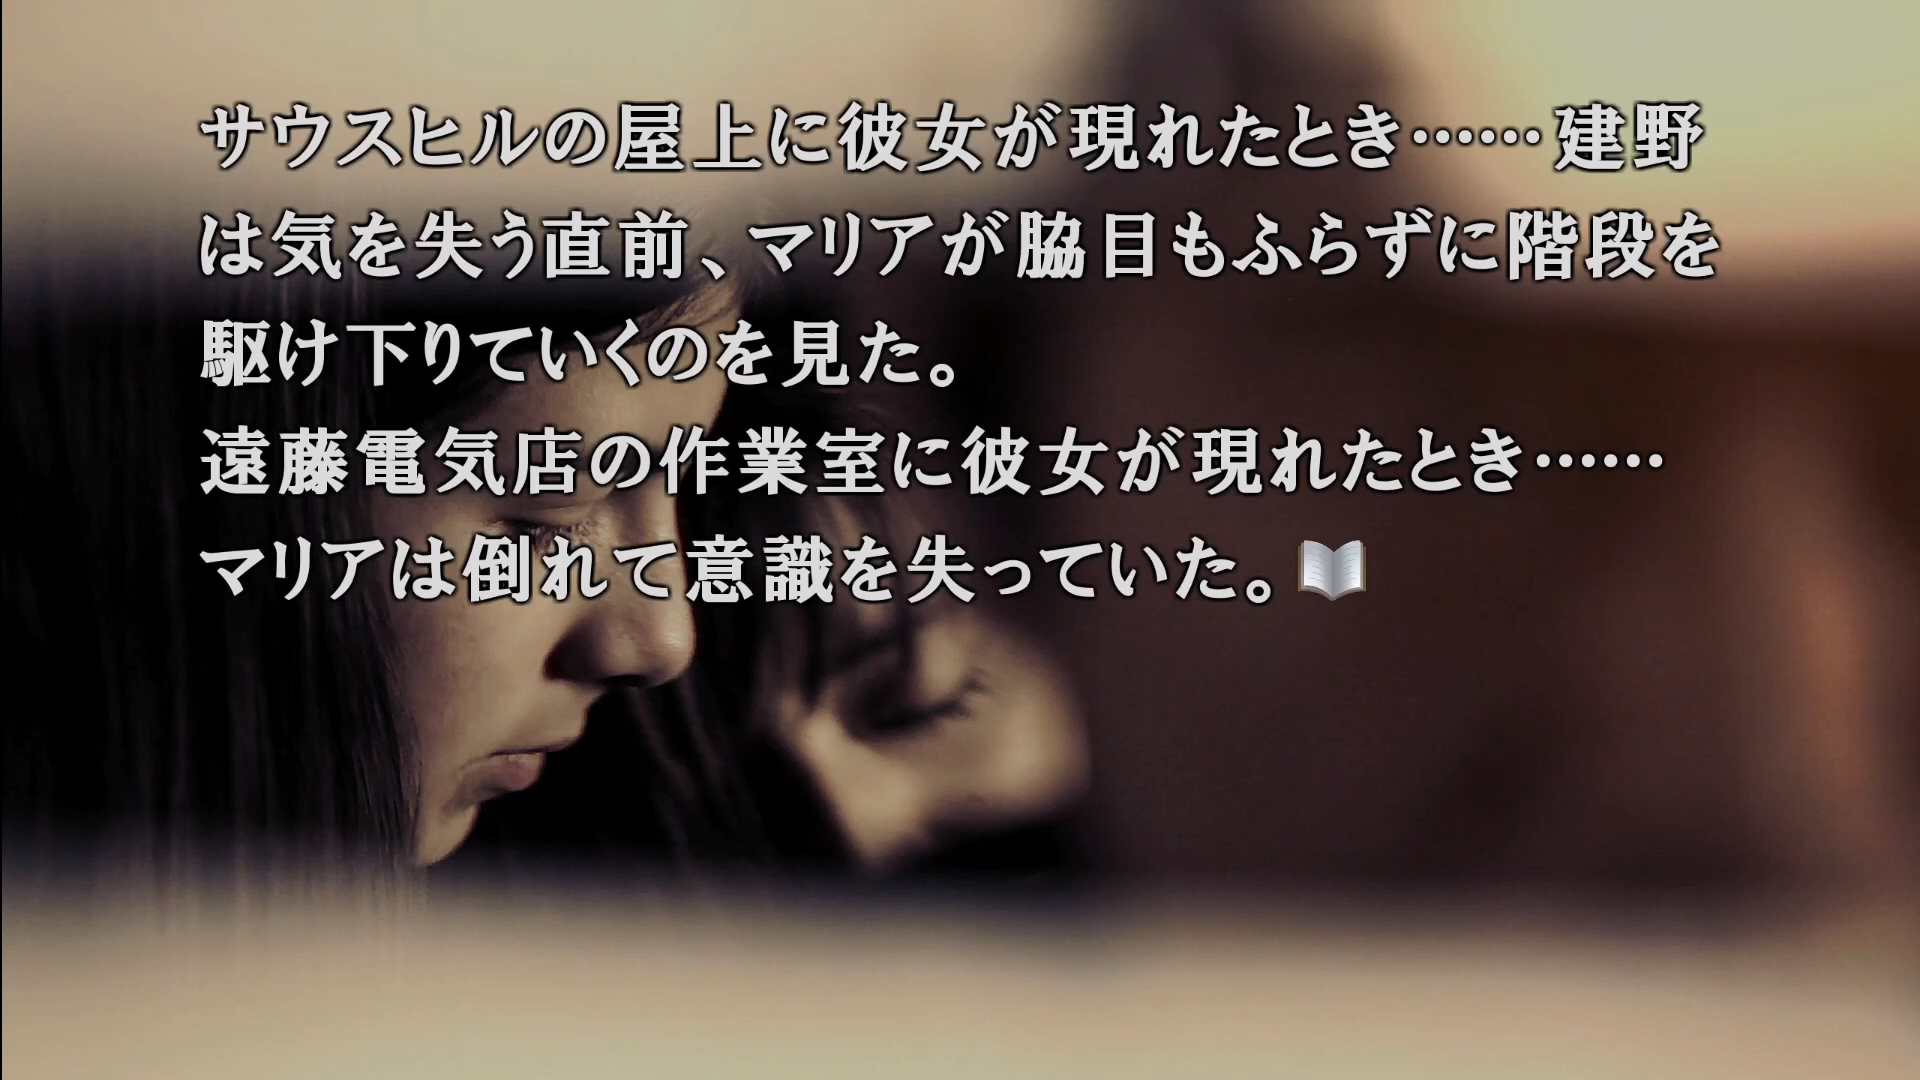 サウスヒルの屋上に彼女が現れたとき……建野
は気を失う直前、マリアが脇目もふらずに階段を
駆け下りていくのを見た。
遠藤電気店の作業室に彼女が現れたとき……
マリアは倒れて意識を失っていた。